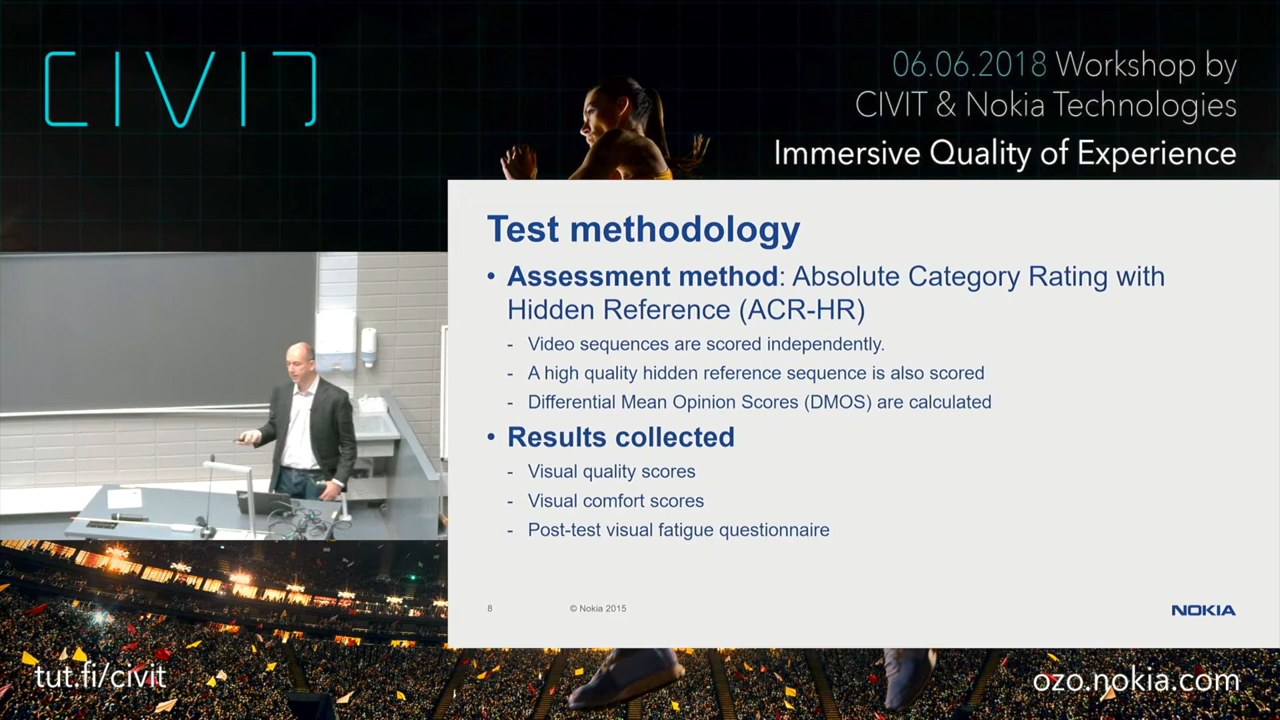 CIVIT
06.06.2018 Workshop by
CIVIT & Nokia Technologies
Immersive Quality of Experience
Test methodology
• Assessment method: Absolute Category Rating with
Hidden Reference (ACR-HR)
- Video sequences are scored independently.
- A high quality hidden reference sequence is also scored
- Differential Mean Opinion Scores (DMOS) are calculated
• Results collected
- Visual quality scores
- Visual comfort scores
- Post-test visual fatigue questionnaire
8 © Nokia 2015 NOKIA
tut.fi/civit
ozo.nokia.com